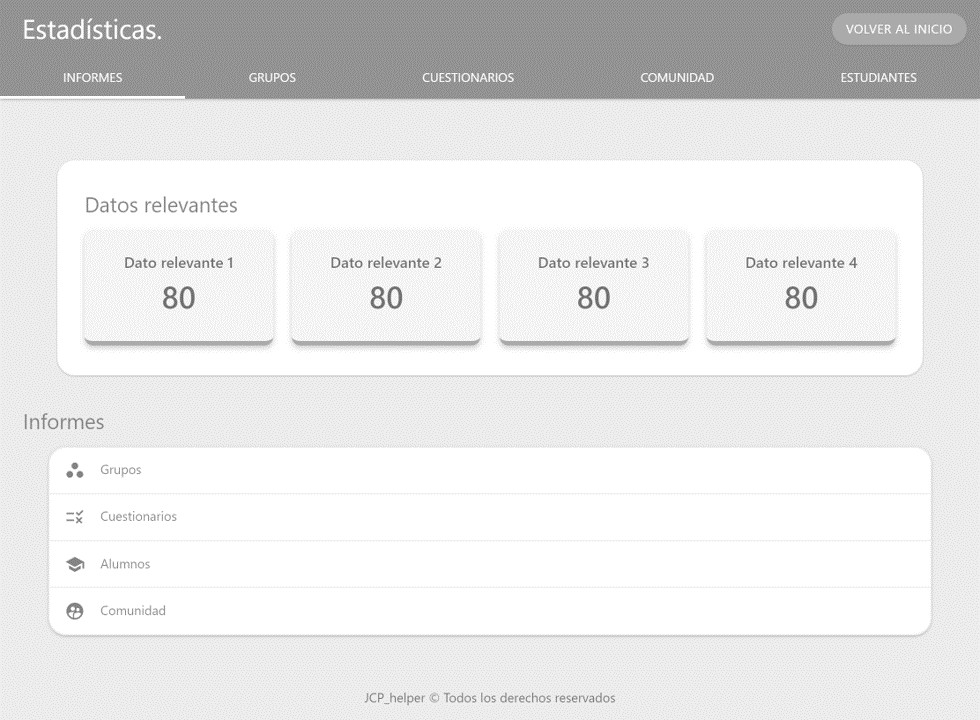 Estadísticas.
VOLVER AL INICIO
INFORMES GRUPOS CUESTIONARIOS COMUNIDAD ESTUDIANTES
Datos relevantes
Dato relevante 1 Dato relevante 2 Dato relevante 3 Dato relevante 4
80 80 80 80
Informes
Grupos
Cuestionarios
Alumnos
Comunidad
JCP_helper © Todos los derechos reservados